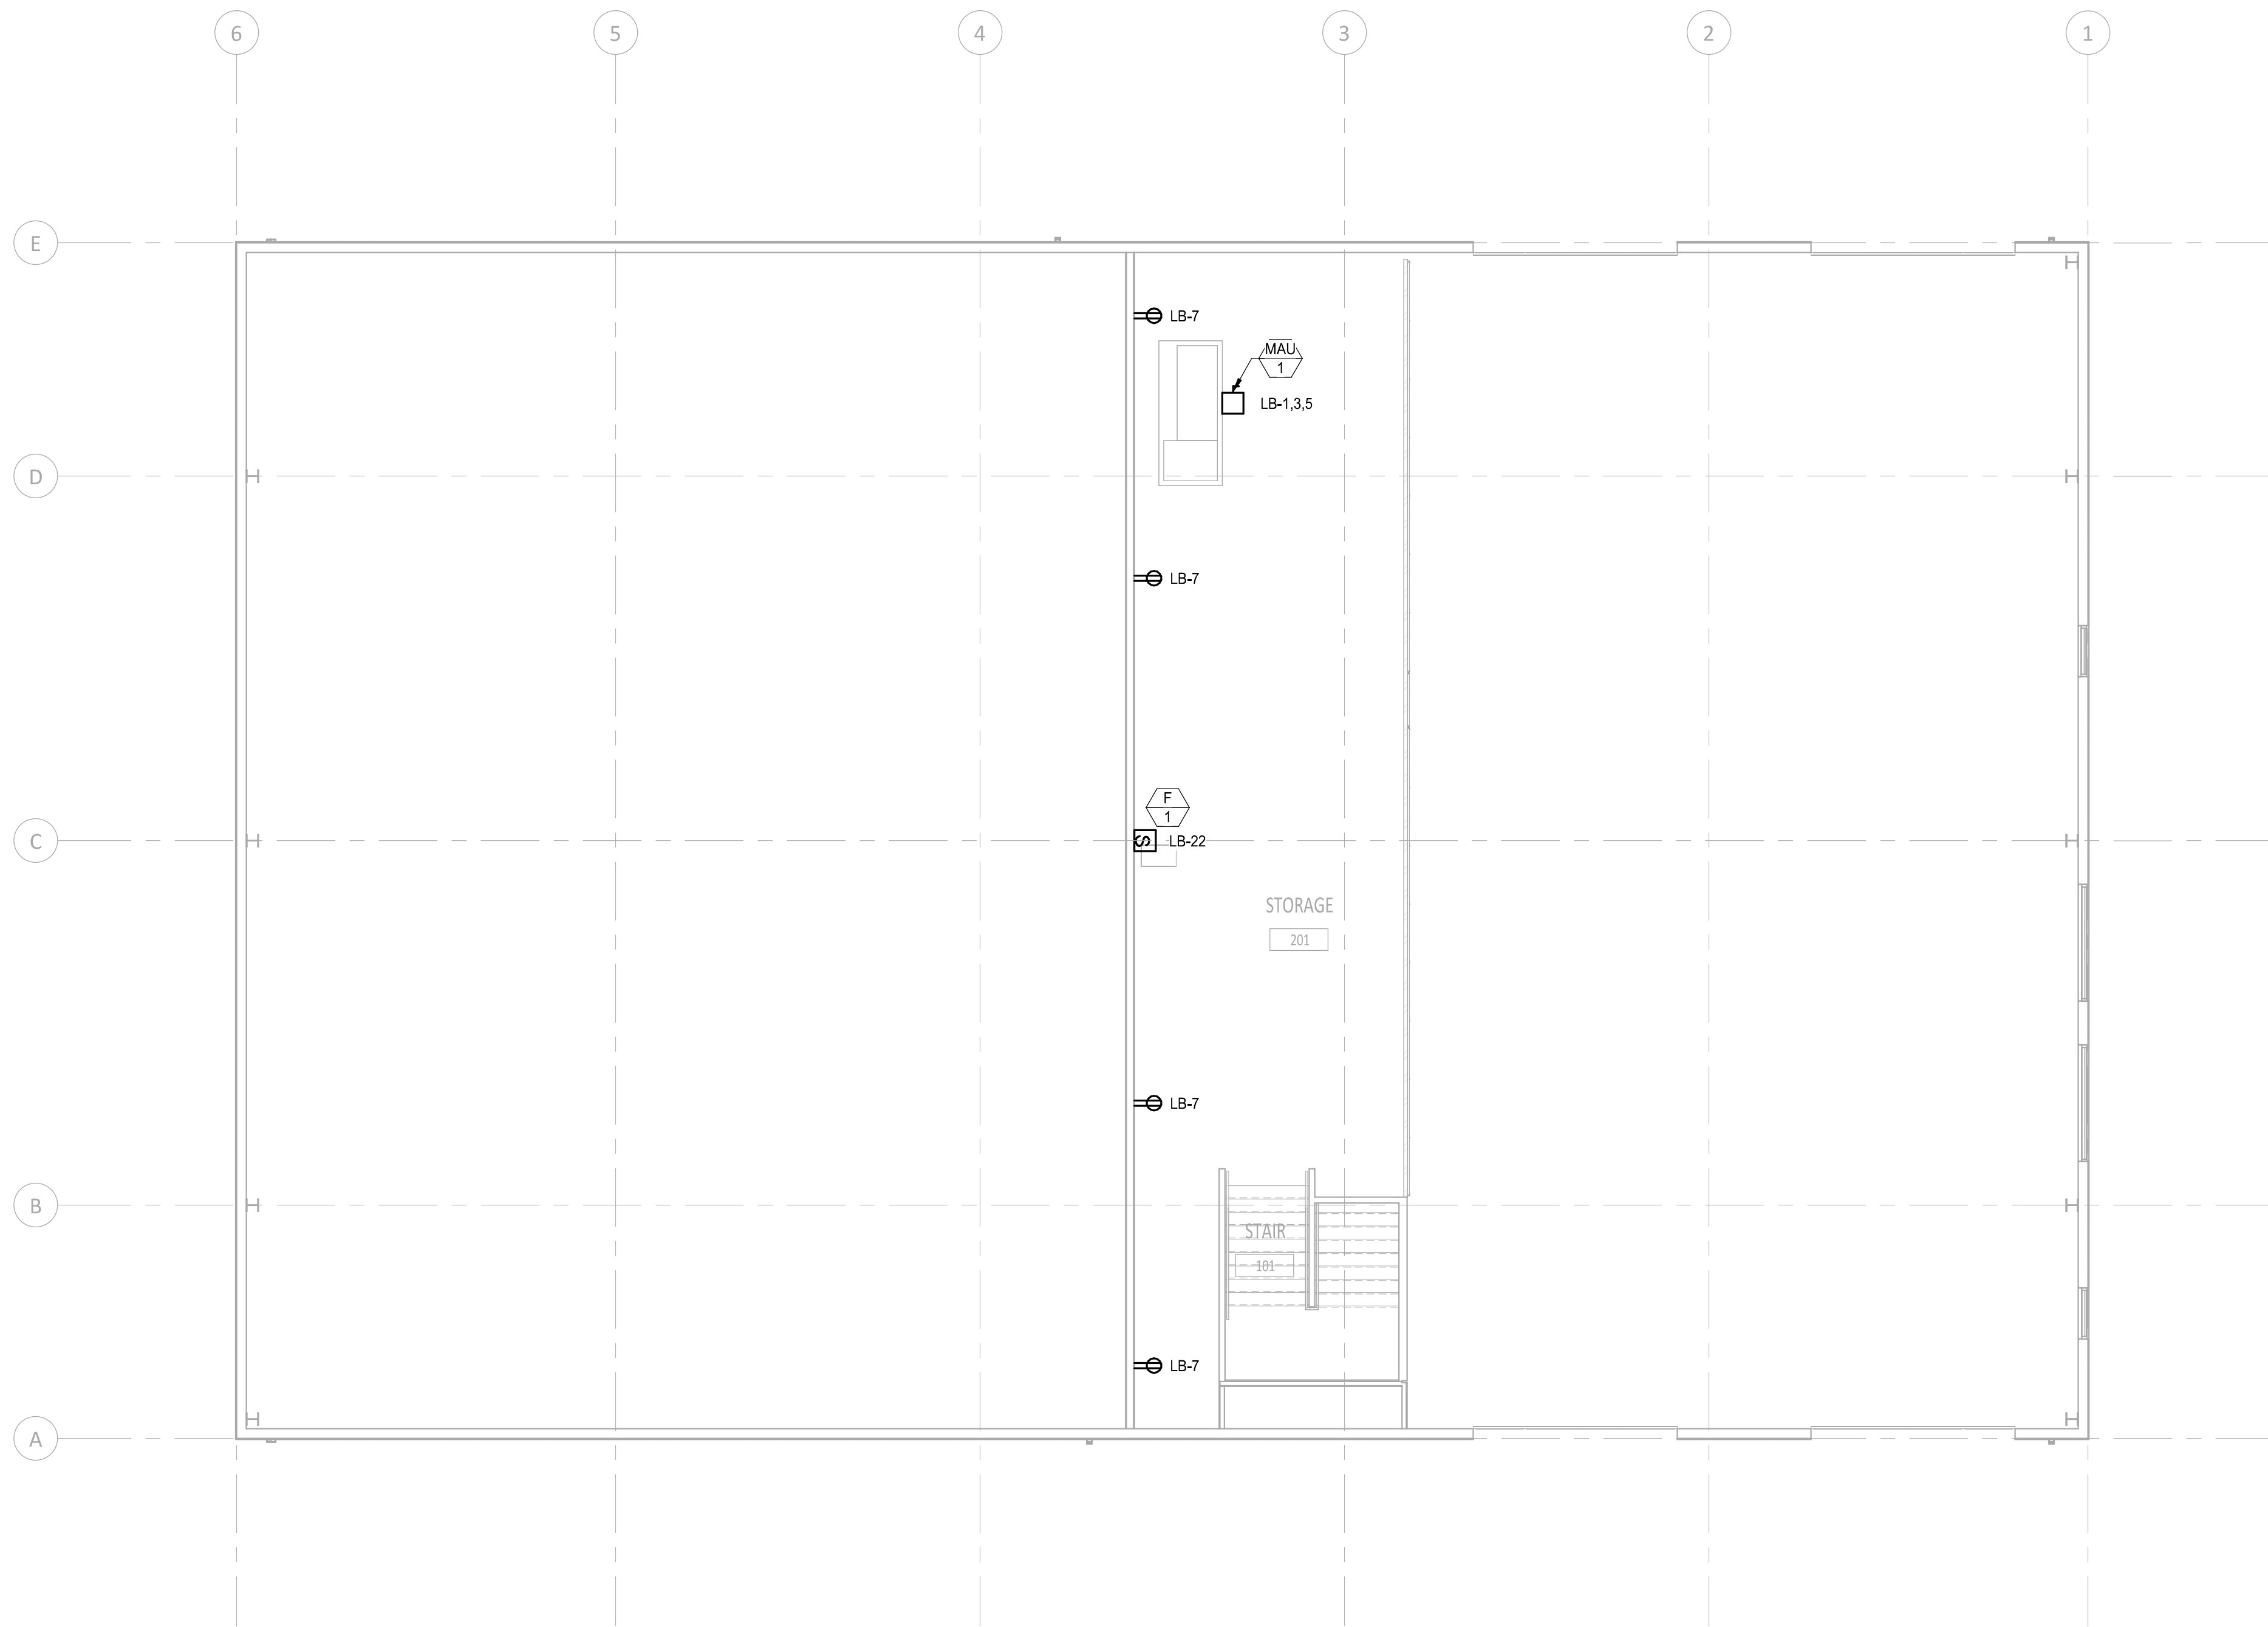 6 5 4 3 2 1
E
LB-7
MAU
1
LB-1,3,5
D
LB-7
F
1
C
S
LB-22
STORAGE
201
LB-7
B
STAIR
101
LB-7
A